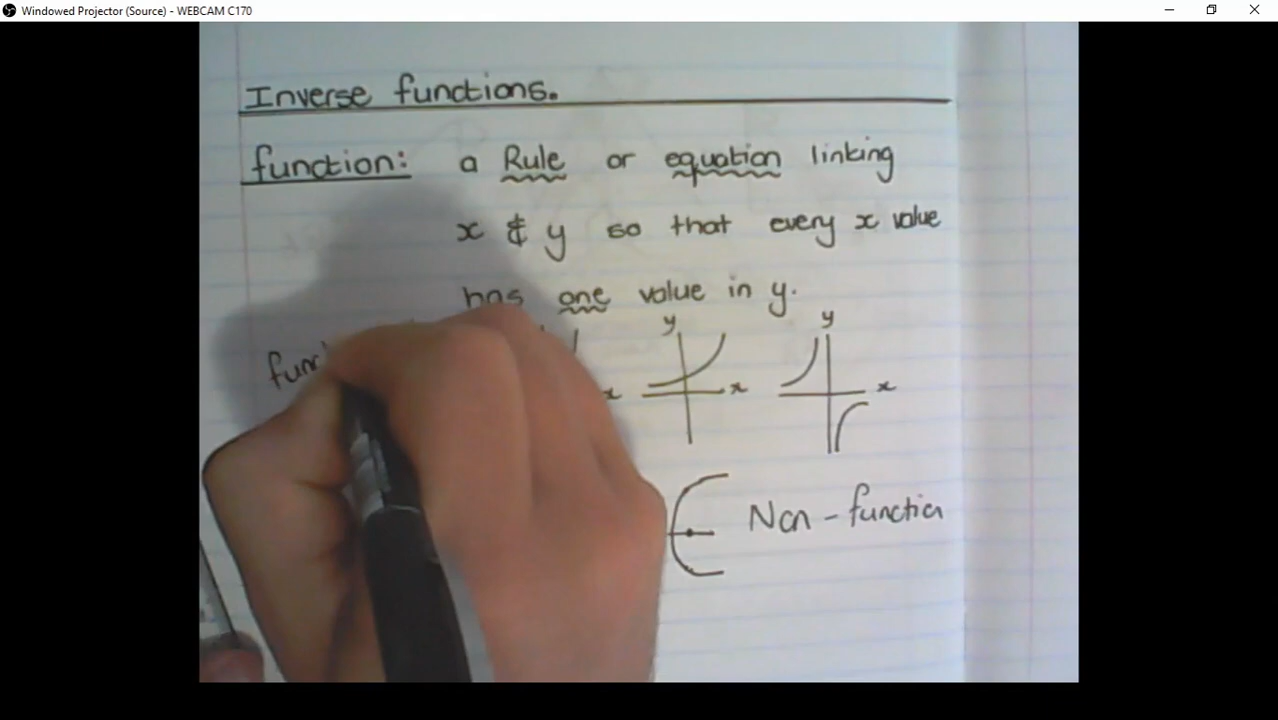 Windowed Projector (Source) - WEBCAM C170
Inverse functions.
function: a Rule or equation linking
x & y so that every x value
has one value in y.
y y
x x x
Non - function